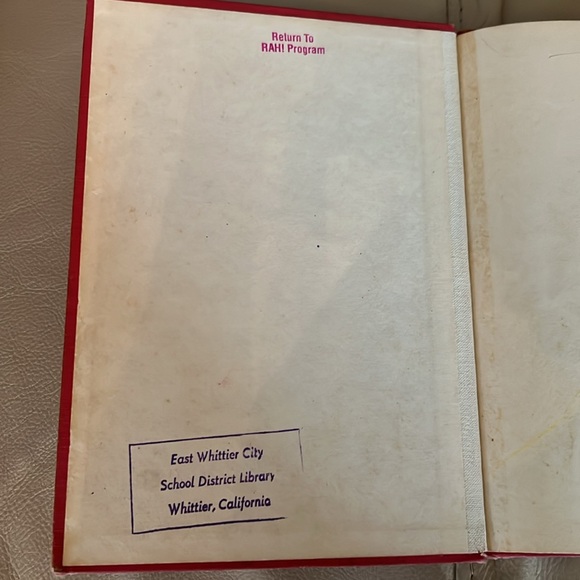 Return To
RAH! Program
East Whittier City
School District Library
Whittier, California